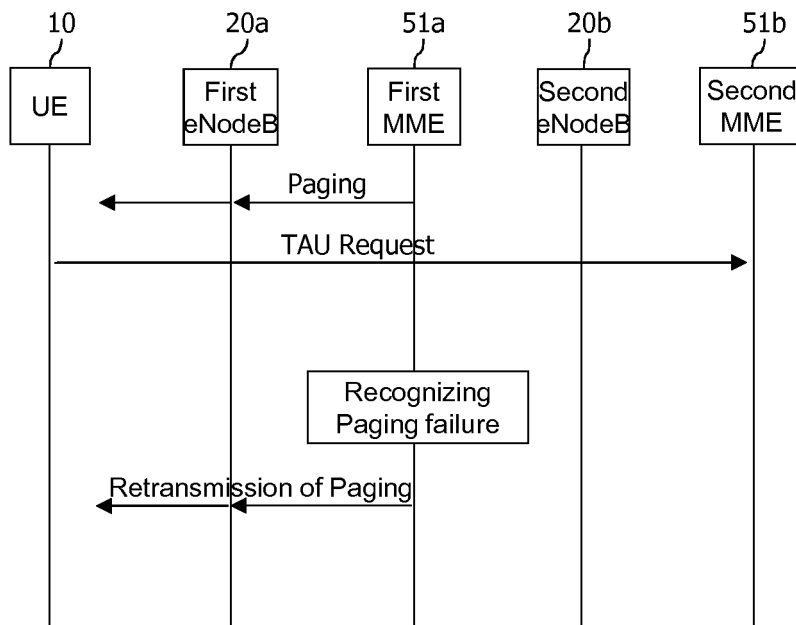 10 20a 51a 20b 51b
UE
First
eNodeB
First
MME
Second
eNodeB
Second
MME
Paging
TAU Request
Recognizing
Paging failure
Retransmission of Paging